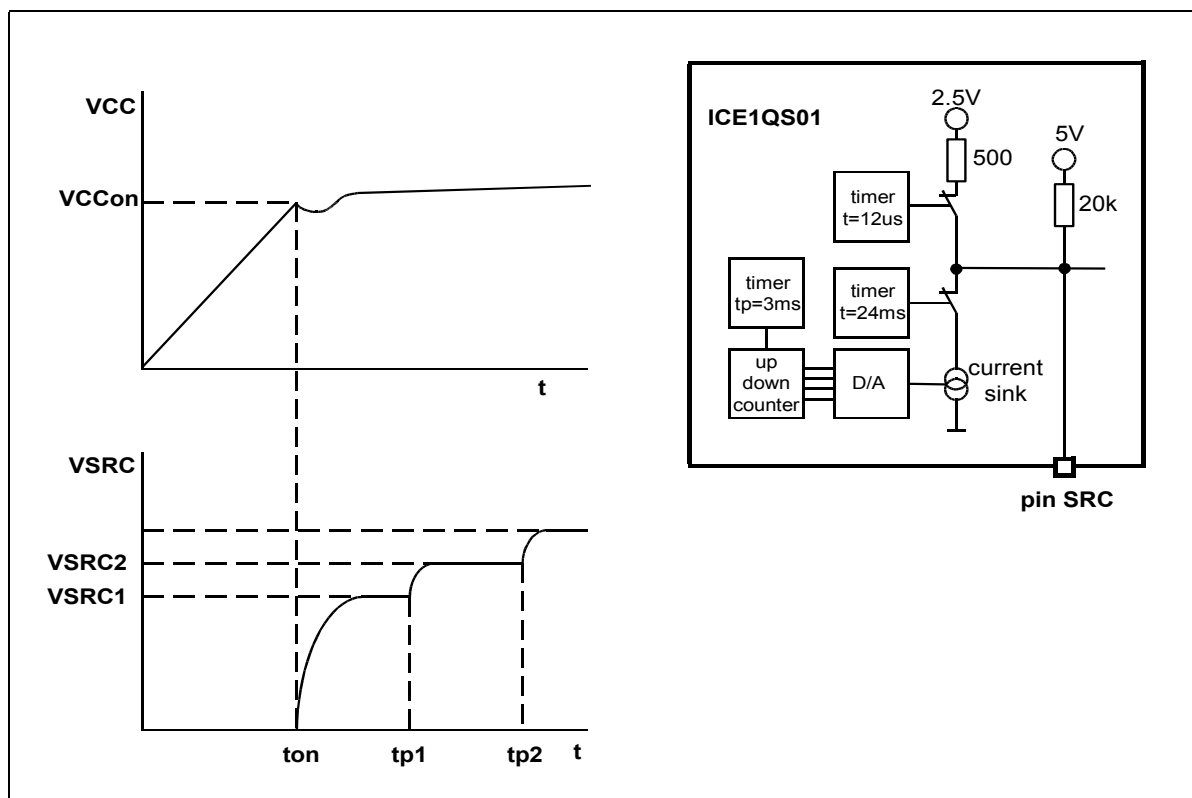 VCC
VCCon
t
VSRC
VSRC2
VSRC1
ton
tp1
tp2
t
ICE1QS01
2.5V
500
5V
20k
timer
t=12us
timer
tp=3ms
timer
t=24ms
up
down
counter
D/A
current
sink
pin SRC